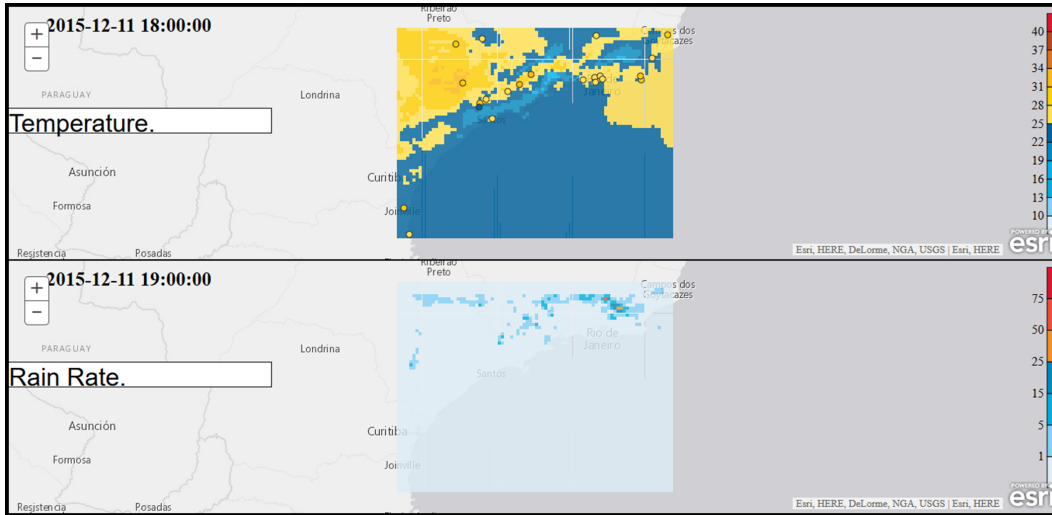 Ribeirão
Preto
+
2015-12-11 18:00:00
−
Campos dos
Goytacazes
PARAGUAY
Londrina
Temperature.
Rio de
Janeiro
Santos
Asunción
Curitiba
Formosa
Joinville
Resistencia
Posadas
40
37
34
31
28
25
22
19
16
13
10
POWERED BY
esri
Esri, HERE, DeLorme, NGA, USGS | Esri, HERE
Ribeirão
Preto
+
2015-12-11 19:00:00
−
Campos dos
Goytacazes
PARAGUAY
Londrina
Rio de
Janeiro
Rain Rate.
Santos
Asunción
Curitiba
Formosa
Joinville
Resistencia
Posadas
75
50
25
15
5
1
POWERED BY
esri
Esri, HERE, DeLorme, NGA, USGS | Esri, HERE